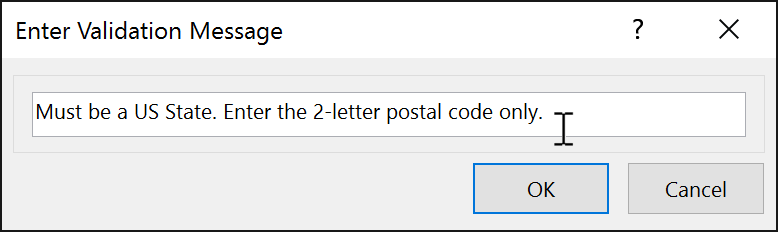 Enter Validation Message
?
Must be a US State. Enter the 2-letter postal code only.
OK
Cancel